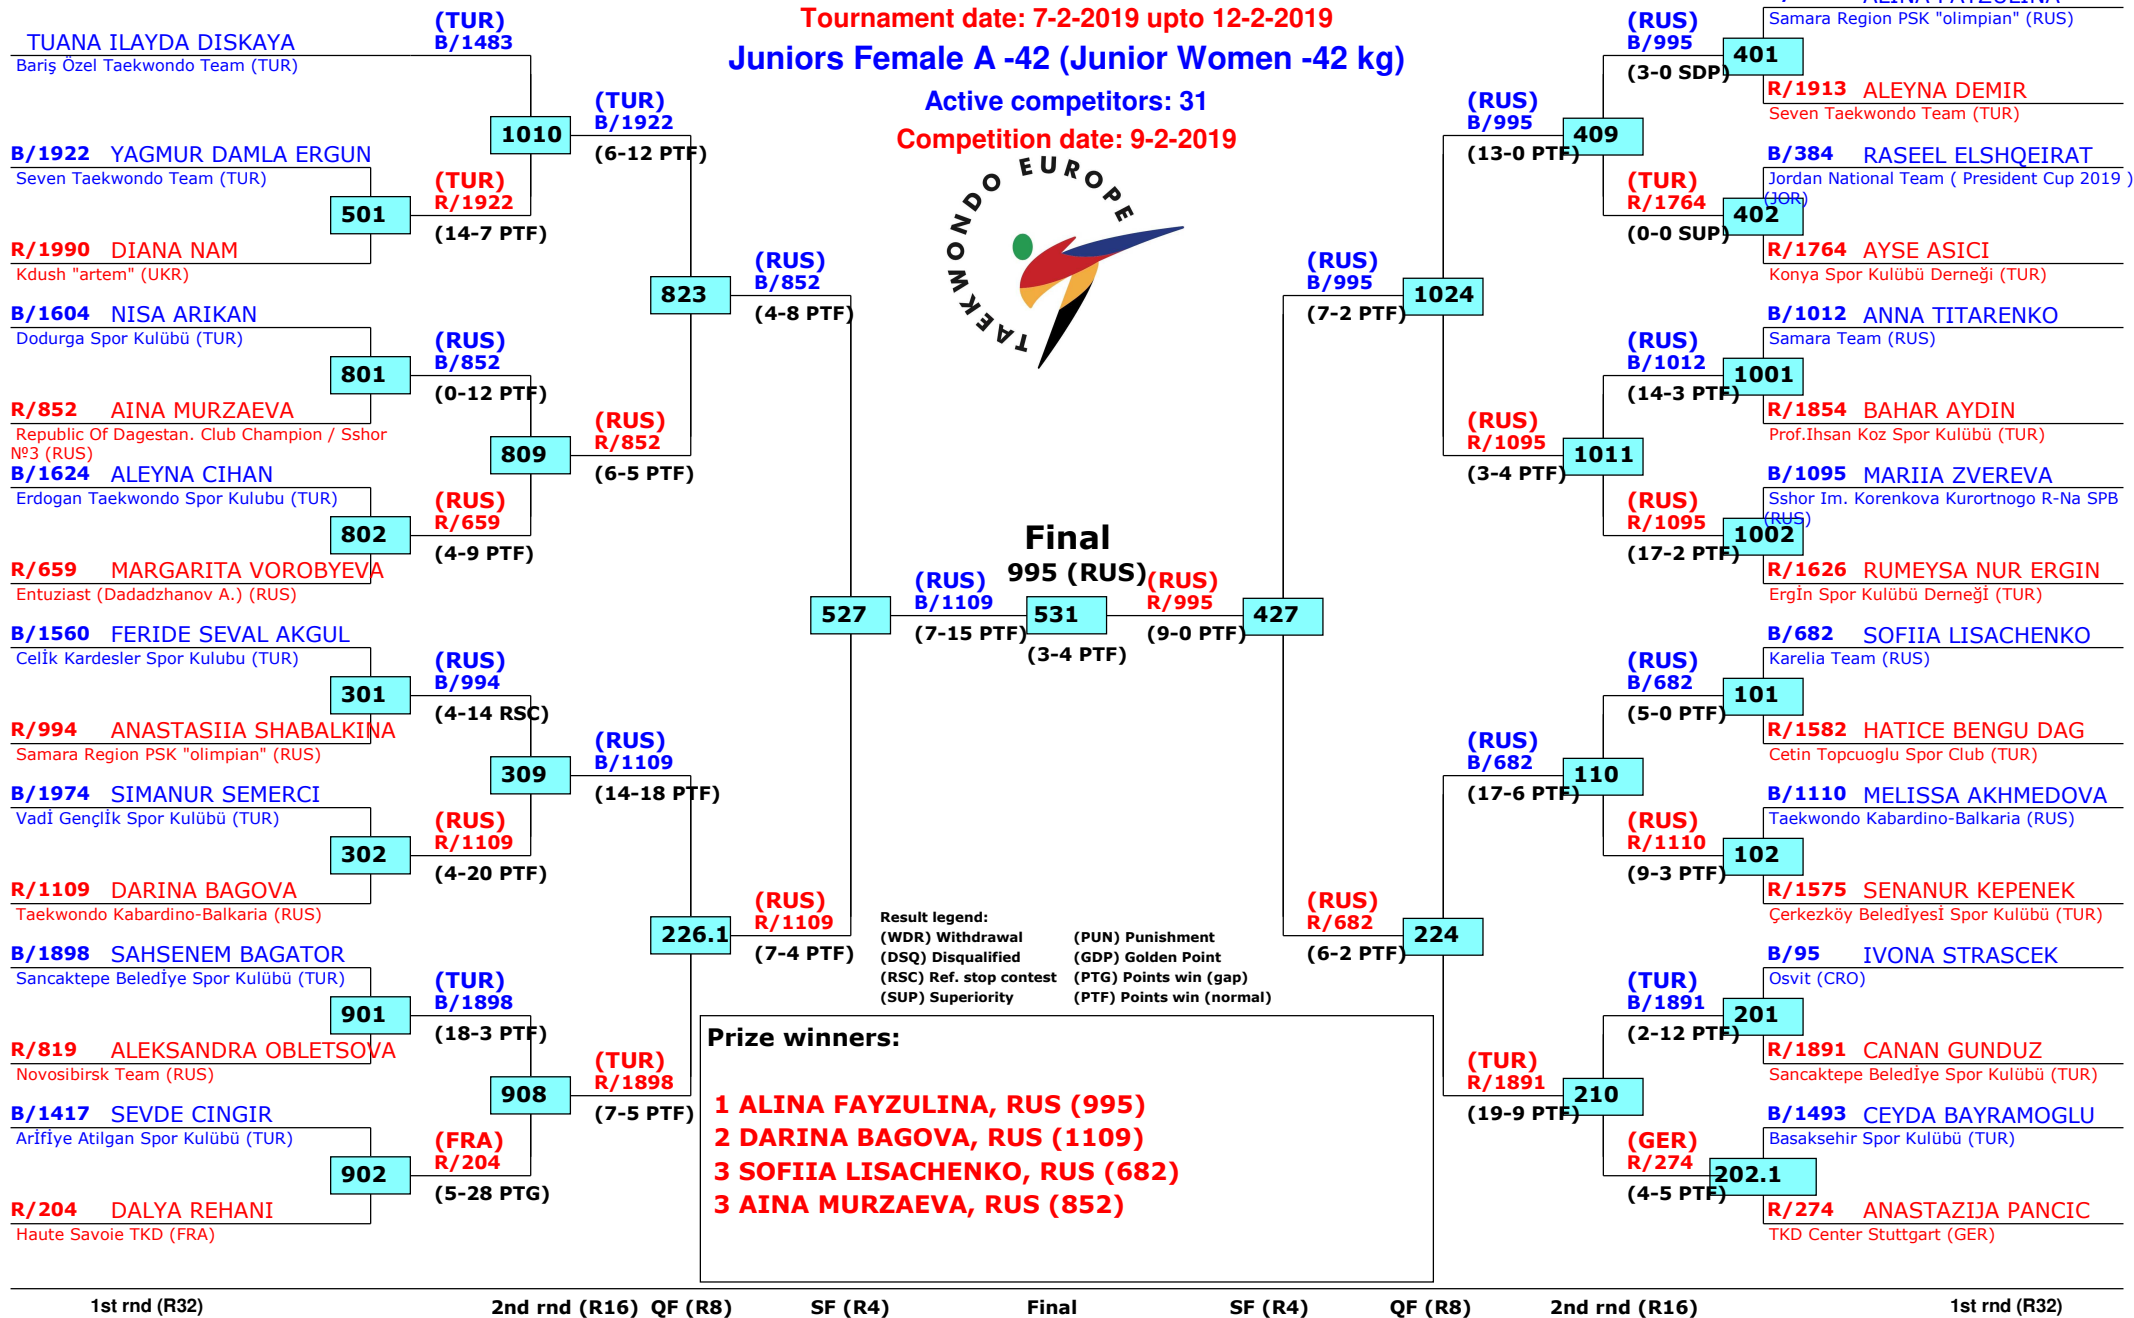 Tournament date: 7-2-2019 upto 12-2-2019
Juniors Female A -42 (Junior Women -42 kg)
Active competitors: 31
Competition date: 9-2-2019
TAEKWONDO EUROPE
TUANA ILAYDA DISKAYA
Bariş Özel Taekwondo Team (TUR)
B/1922 YAGMUR DAMLA ERGUN
Seven Taekwondo Team (TUR)
501
R/1990 DIANA NAM
Kdush "artem" (UKR)
B/1604 NISA ARIKAN
Dodurga Spor Kulübü (TUR)
801
R/852 AINA MURZAEVA
Republic Of Dagestan. Club Champion / Sshor
№3 (RUS)
B/1624 ALEYNA CIHAN
Erdogan Taekwondo Spor Kulubu (TUR)
802
R/659 MARGARITA VOROBYEVA
Entuziast (Dadadzhanov A.) (RUS)
B/1560 FERIDE SEVAL AKGUL
Celİk Kardesler Spor Kulubu (TUR)
301
R/994 ANASTASIIA SHABALKINA
Samara Region PSK "olimpian" (RUS)
B/1974 SIMANUR SEMERCI
Vadİ Gençlİk Spor Kulübü (TUR)
302
R/1109 DARINA BAGOVA
Taekwondo Kabardino-Balkaria (RUS)
B/1898 SAHSENEM BAGATOR
Sancaktepe Beledİye Spor Kulübü (TUR)
901
R/819 ALEKSANDRA OBLETSOVA
Novosibirsk Team (RUS)
B/1417 SEVDE CINGIR
Arİfİye Atilgan Spor Kulübü (TUR)
902
R/204 DALYA REHANI
Haute Savoie TKD (FRA)
(TUR)
B/1483
1010
(TUR)
R/1922
(14-7 PTF)
(RUS)
B/852
(0-12 PTF)
809
(RUS)
R/659
(4-9 PTF)
(RUS)
B/994
(4-14 RSC)
309
(RUS)
R/1109
(4-20 PTF)
(TUR)
B/1898
(18-3 PTF)
908
(FRA)
R/204
(5-28 PTG)
(TUR)
B/1922
(6-12 PTF)
823
(RUS)
R/852
(6-5 PTF)
(RUS)
B/1109
(14-18 PTF)
226.1
(TUR)
R/1898
(7-5 PTF)
(RUS)
B/852
(4-8 PTF)
527
(RUS)
R/1109
(7-4 PTF)
Final
995 (RUS)
(RUS)
B/1109
(7-15 PTF)
531
(3-4 PTF)
(RUS)
R/995
(9-0 PTF)
427
(RUS)
B/995
(7-2 PTF)
(RUS)
R/682
(6-2 PTF)
1024
224
(RUS)
B/995
(13-0 PTF)
(RUS)
R/1095
(3-4 PTF)
(RUS)
B/682
(17-6 PTF)
(TUR)
R/1891
(19-9 PTF)
409
1011
110
210
(RUS)
B/995
(3-0 SDP)
(TUR)
R/1764
(0-0 SUP)
(RUS)
B/1012
(14-3 PTF)
(RUS)
R/1095
(17-2 PTF)
(RUS)
B/682
(5-0 PTF)
(RUS)
R/1110
(9-3 PTF)
(TUR)
B/1891
(2-12 PTF)
(GER)
R/274
(4-5 PTF)
Samara Region PSK "olimpian" (RUS)
401
R/1913 ALEYNA DEMIR
Seven Taekwondo Team (TUR)
B/384 RASEEL ELSHQEIRAT
Jordan National Team ( President Cup 2019 )
(JOR)
402
R/1764 AYSE ASICI
Konya Spor Kulübü Derneği (TUR)
B/1012 ANNA TITARENKO
Samara Team (RUS)
1001
R/1854 BAHAR AYDIN
Prof.Ihsan Koz Spor Kulübü (TUR)
B/1095 MARIIA ZVEREVA
Sshor Im. Korenkova Kurortnogo R-Na SPB
(RUS)
1002
R/1626 RUMEYSA NUR ERGIN
Ergİn Spor Kulübü Derneğİ (TUR)
B/682 SOFIIA LISACHENKO
Karelia Team (RUS)
101
R/1582 HATICE BENGU DAG
Cetin Topcuoglu Spor Club (TUR)
B/1110 MELISSA AKHMEDOVA
Taekwondo Kabardino-Balkaria (RUS)
102
R/1575 SENANUR KEPENEK
Çerkezköy Beledİyesİ Spor Kulübü (TUR)
B/95 IVONA STRASCEK
Osvit (CRO)
201
R/1891 CANAN GUNDUZ
Sancaktepe Beledİye Spor Kulübü (TUR)
B/1493 CEYDA BAYRAMOGLU
Basaksehir Spor Kulübü (TUR)
202.1
R/274 ANASTAZIJA PANCIC
TKD Center Stuttgart (GER)
Result legend:
(WDR) Withdrawal (PUN) Punishment
(DSQ) Disqualified (GDP) Golden Point
(RSC) Ref. stop contest (PTG) Points win (gap)
(SUP) Superiority (PTF) Points win (normal)
Prize winners:
1 ALINA FAYZULINA, RUS (995)
2 DARINA BAGOVA, RUS (1109)
3 SOFIIA LISACHENKO, RUS (682)
3 AINA MURZAEVA, RUS (852)
1st rnd (R32) 2nd rnd (R16) QF (R8) SF (R4) Final SF (R4) QF (R8) 2nd rnd (R16) 1st rnd (R32)